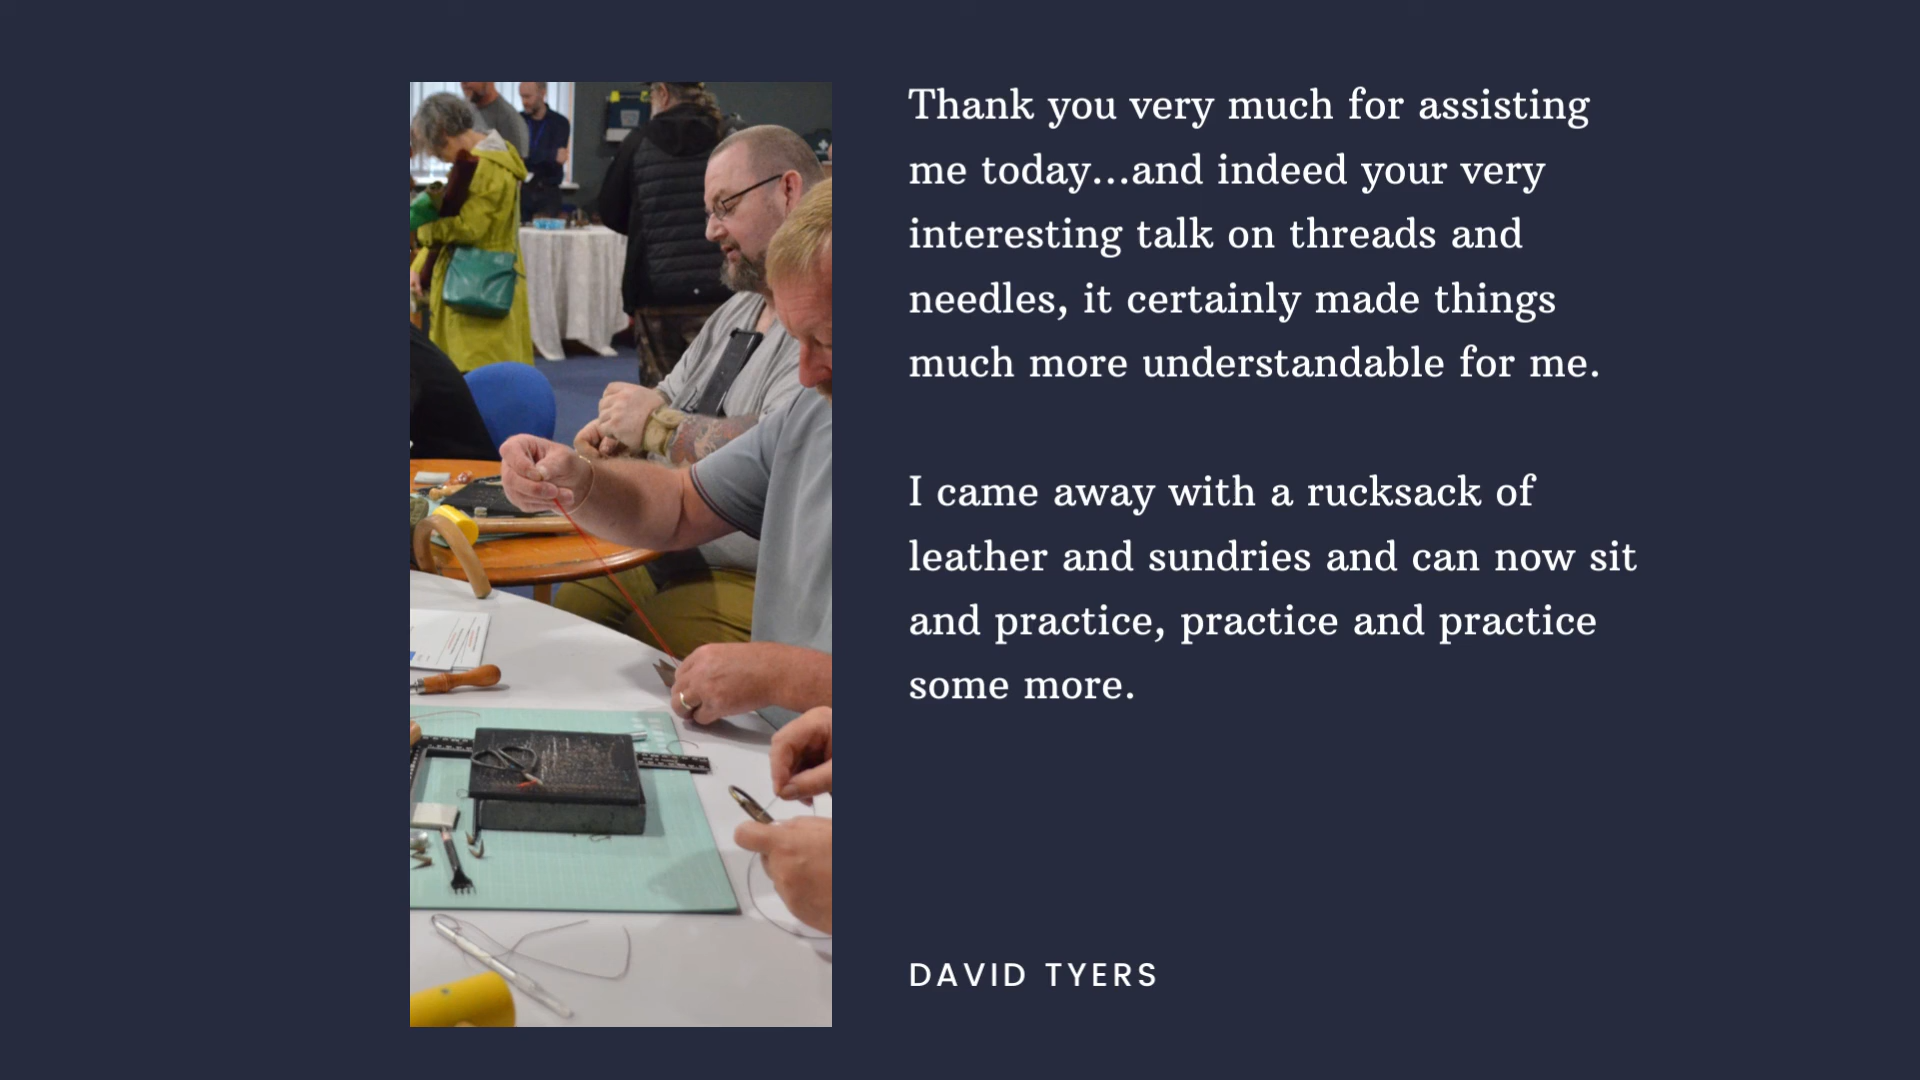 Thank you very much for assisting
me today...and indeed your very
interesting talk on threads and
needles, it certainly made things
much more understandable for me.
I came away with a rucksack of
leather and sundries and can now sit
and practice, practice and practice
some more.
DAVID TYERS